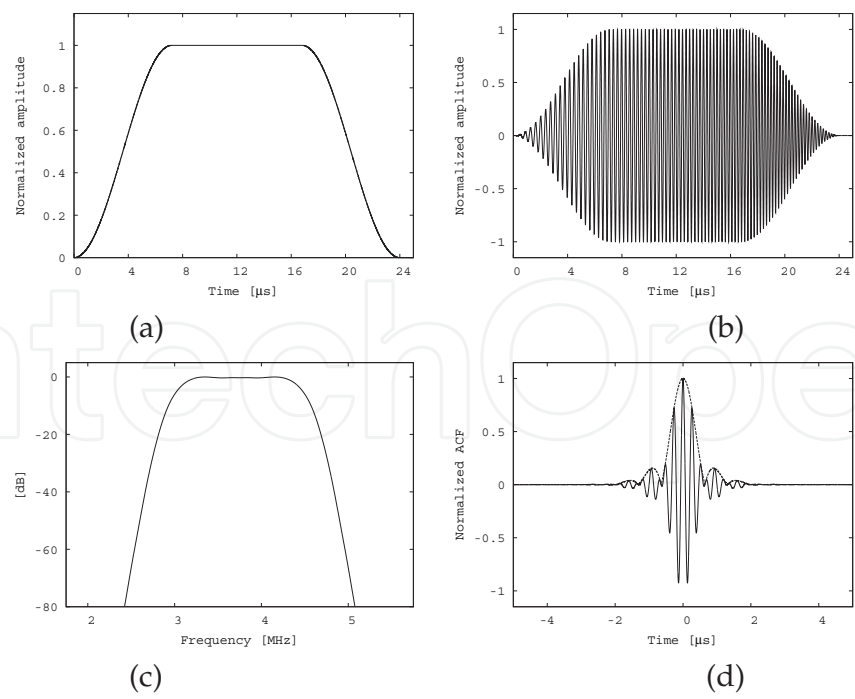 Normalized amplitude
1
0.8
0.6
0.4
0.2
0
0 4 8 12 16 20 24
Time [μs]
(a)
Normalized amplitude
1
0.5
0
-0.5
-1
0 4 8 12 16 20 24
Time [μs]
(b)
[dB]
0
-20
-40
-60
-80
2 3 4 5
Frequency [MHz]
(c)
Normalized ACF
1
0.5
0
-0.5
-1
-4 -2 0 2 4
Time [μs]
(d)
ntechOpe